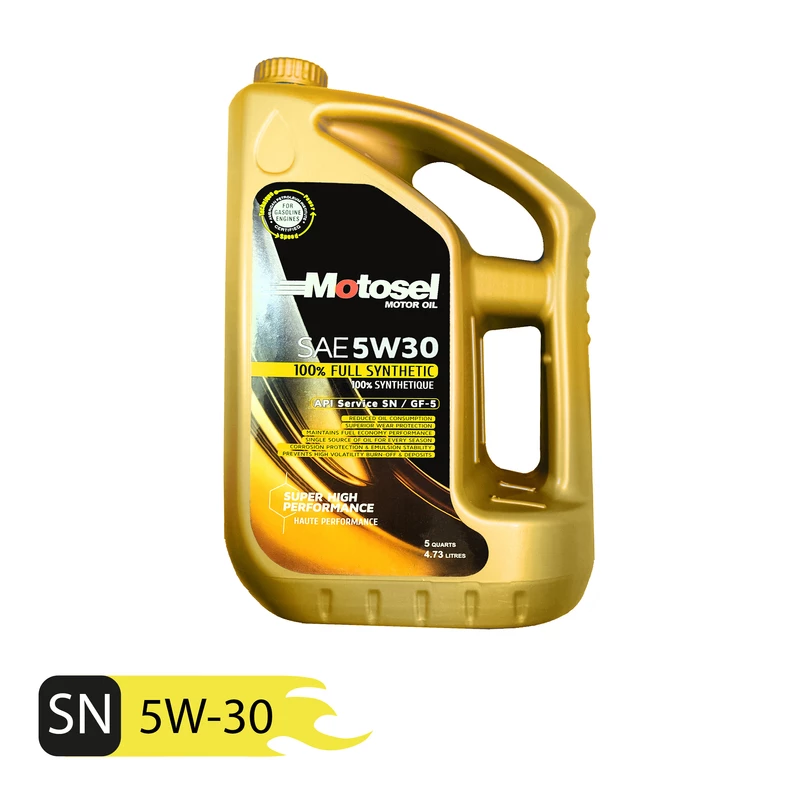 Technique
Power
FOR
GASOLINE
ENGINES
CERTIFIED
Speed
Motosel
MOTOR OIL
SAE 5W30
100% FULL SYNTHETIC
100% SYNTHETIQUE
API Service SN / GF-5
REDUCED OIL CONSUMPTION
SUPERIOR WEAR PROTECTION
MAINTAINS FUEL ECONOMY PERFORMANCE
SINGLE SOURCE OF OIL FOR EVERY SEASON
CORROSION PROTECTION & EMULSION STABILITY
PREVENTS HIGH VOLATILITY BURN-OFF & DEPOSITS
SUPER HIGH
PERFORMANCE
HAUTE PERFORMANCE
5 QUARTS
4.73 LITRES
SN 5W-30